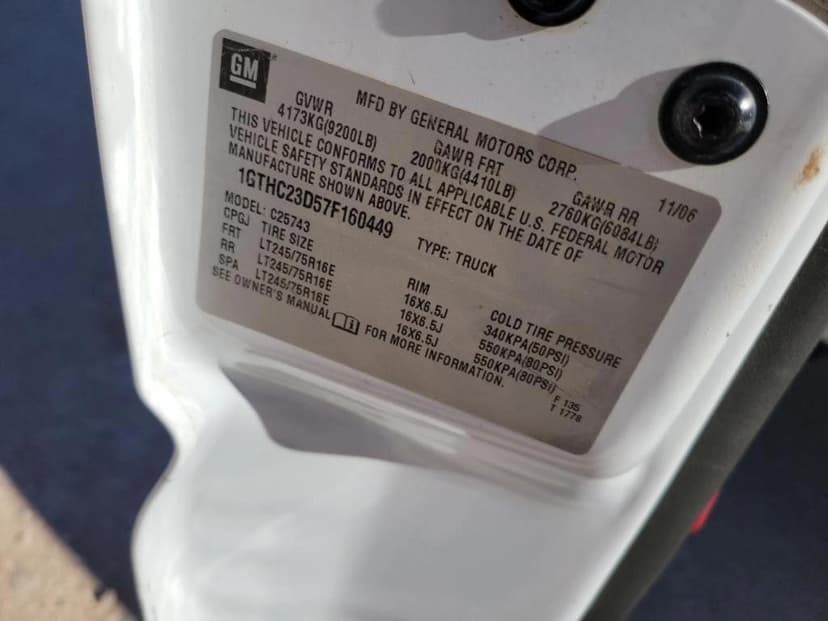 GM
MFD BY GENERAL MOTORS CORP. 11/06
GVWR GAWR FRT GAWR RR
4173KG(9200LB) 2000KG(4410LB) 2760KG(6084LB)
THIS VEHICLE CONFORMS TO ALL APPLICABLE U.S. FEDERAL MOTOR
VEHICLE SAFETY STANDARDS IN EFFECT ON THE DATE OF
MANUFACTURE SHOWN ABOVE.
1GTHC23D57F160449 TYPE: TRUCK
MODEL: C25743
CPGJ TIRE SIZE RIM COLD TIRE PRESSURE
FRT LT245/75R16E 16X6.5J 340KPA(50PSI)
RR LT245/75R16E 16X6.5J 550KPA(80PSI)
SPA LT245/75R16E 16X6.5J 550KPA(80PSI)
SEE OWNER'S MANUAL FOR MORE INFORMATION.
F 135
T 1778